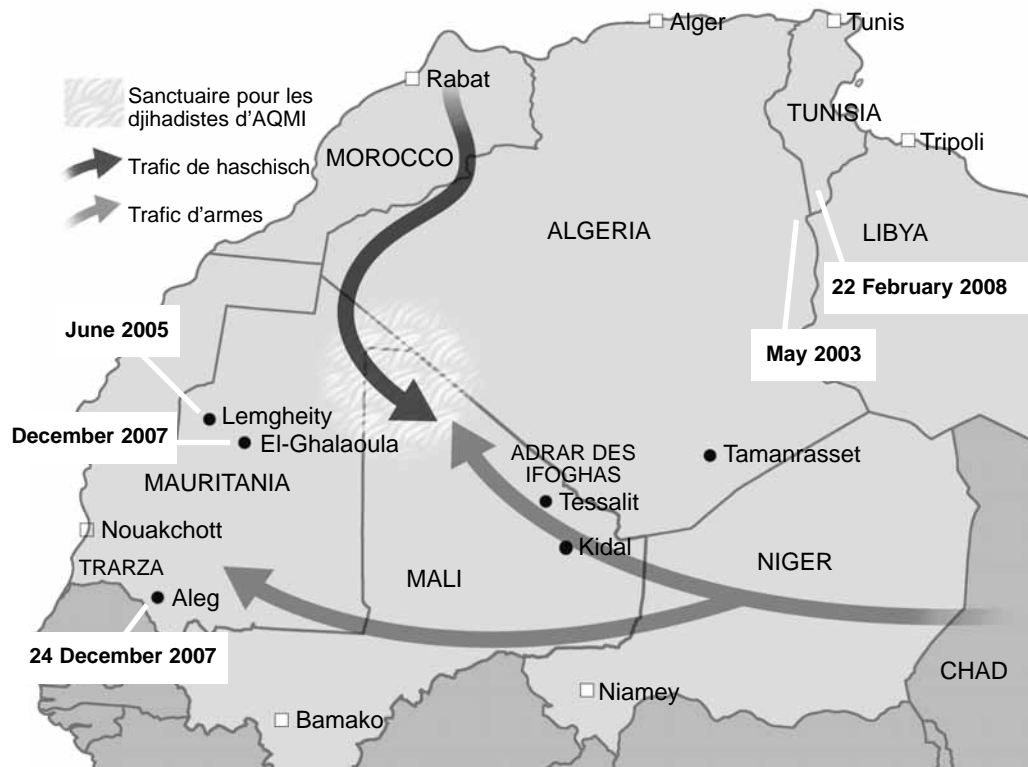 Alger
Tunis
Rabat
Sanctuaire pour les
djihadistes d'AQMI
TUNISIA
Tripoli
MOROCCO
Trafic de haschisch
Trafic d'armes
ALGERIA
LIBYA
22 February 2008
June 2005
May 2003
Lemgheity
December 2007
El-Ghalaoula
ADRAR DES
IFOGHAS
Tamanrasset
MAURITANIA
Tessalit
Nouakchott
Kidal
NIGER
TRARZA
MALI
Aleg
24 December 2007
CHAD
Niamey
Bamako